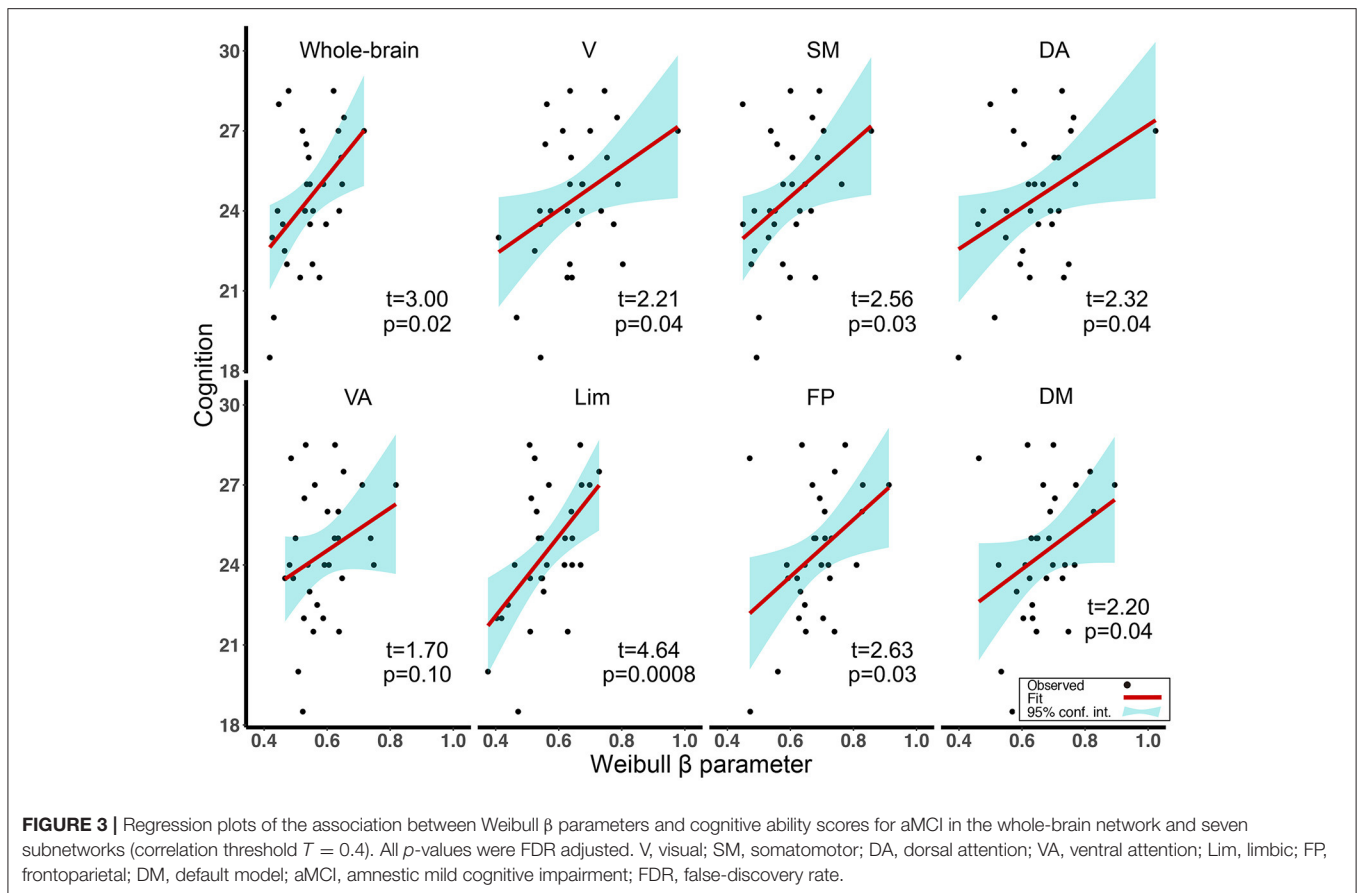 Whole-brain
V
SM
DA
30
27
24
21
18
t=3.00
p=0.02
t=2.21
p=0.04
t=2.56
p=0.03
t=2.32
p=0.04
Cognition
VA
Lim
FP
DM
30
27
24
21
18
t=1.70
p=0.10
t=4.64
p=0.0008
t=2.63
p=0.03
t=2.20
p=0.04
Observed
Fit
95% conf. int.
0.4 0.6 0.8 1.0
0.4 0.6 0.8 1.0
0.4 0.6 0.8 1.0
0.4 0.6 0.8 1.0
Weibull β parameter
FIGURE 3 | Regression plots of the association between Weibull β parameters and cognitive ability scores for aMCI in the whole-brain network and seven
subnetworks (correlation threshold T = 0.4). All p-values were FDR adjusted. V, visual; SM, somatomotor; DA, dorsal attention; VA, ventral attention; Lim, limbic; FP,
frontoparietal; DM, default model; aMCI, amnestic mild cognitive impairment; FDR, false-discovery rate.